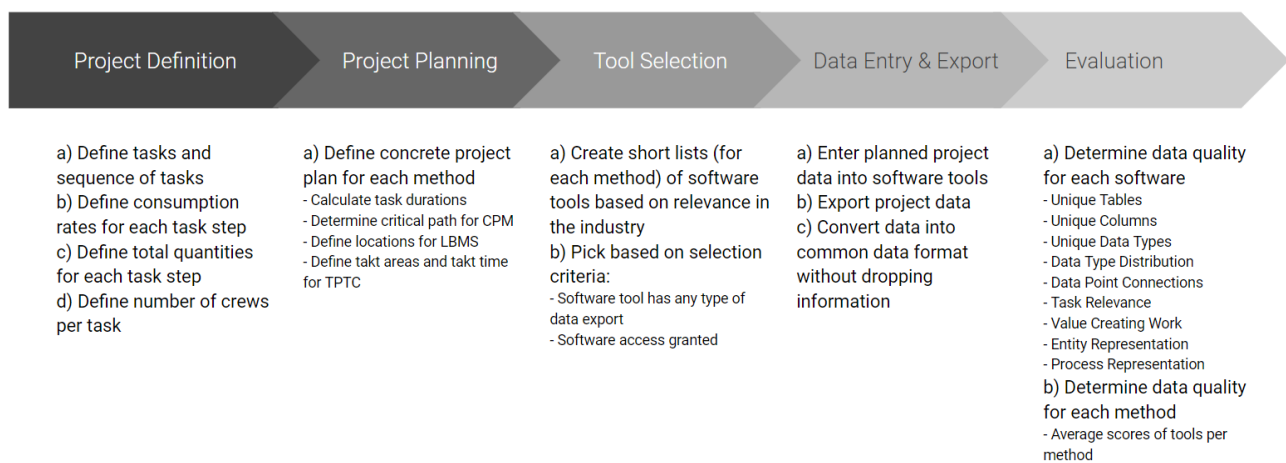 Project Definition
Project Planning
Tool Selection
Data Entry & Export
Evaluation
a) Define tasks and
sequence of tasks
b) Define consumption
rates for each task step
c) Define total quantities
for each task step
d) Define number of crews
per task
a) Define concrete project
plan for each method
- Calculate task durations
- Determine critical path for CPM
- Define locations for LBMS
- Define takt areas and takt time
for TPTC
a) Create short lists (for
each method) of software
tools based on relevance in
the industry
b) Pick based on selection
criteria:
- Software tool has any type of
data export
- Software access granted
a) Enter planned project
data into software tools
b) Export project data
c) Convert data into
common data format
without dropping
information
a) Determine data quality
for each software
- Unique Tables
- Unique Columns
- Unique Data Types
- Data Type Distribution
- Data Point Connections
- Task Relevance
- Value Creating Work
- Entity Representation
- Process Representation
b) Determine data quality
for each method
- Average scores of tools per
method